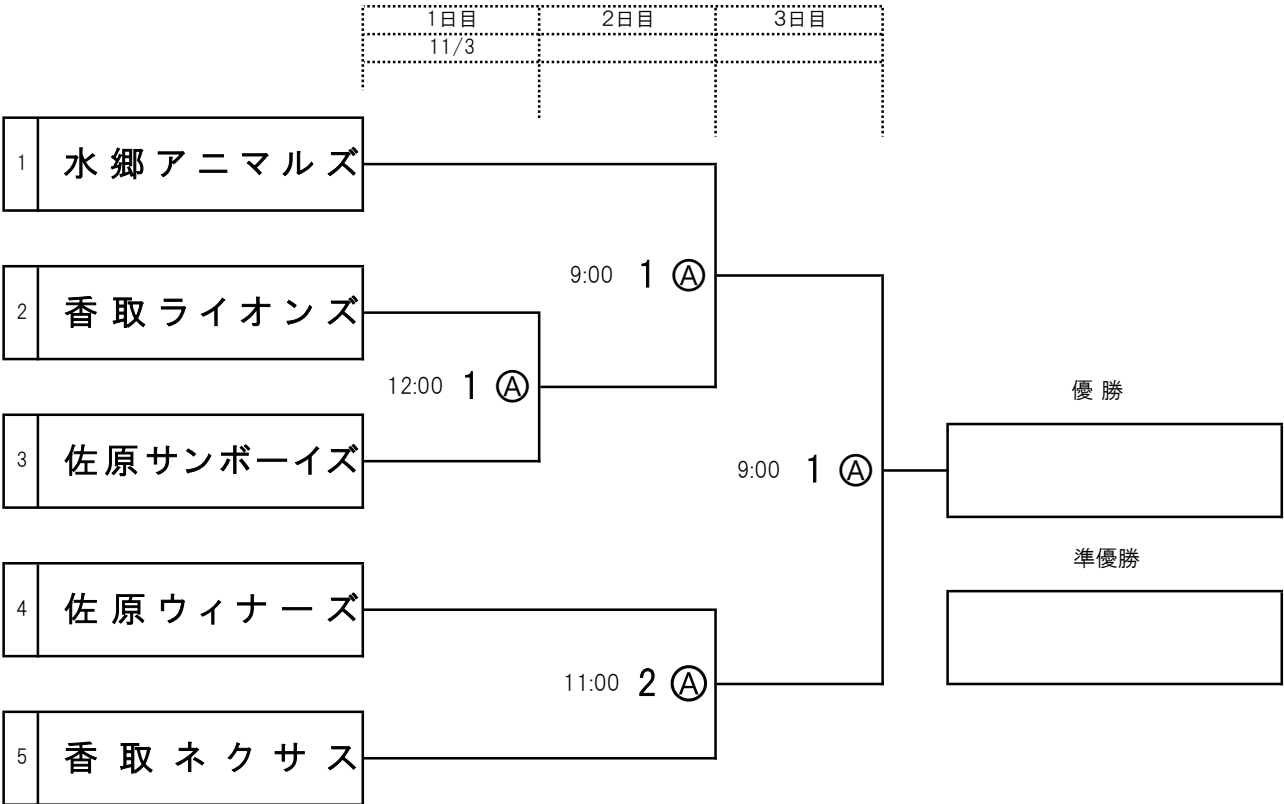 1日目 2日目 3日目
11/3
1 水郷アニマルズ
9:00 1 Ⓐ
2 香取ライオンズ
12:00 1 Ⓐ
優勝
3 佐原サンボーイズ
9:00 1 Ⓐ
準優勝
4 佐原ウィナーズ
11:00 2 Ⓐ
5 香取ネクサス